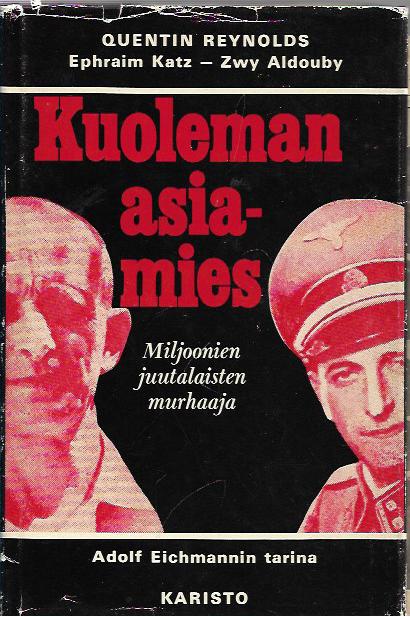 QUENTIN REYNOLDS
Ephraim Katz – Zwy Aldouby
Kuoleman
asia-
mies
Miljoonien
juutalaisten
murhaaja
Adolf Eichmannin tarina
KARISTO